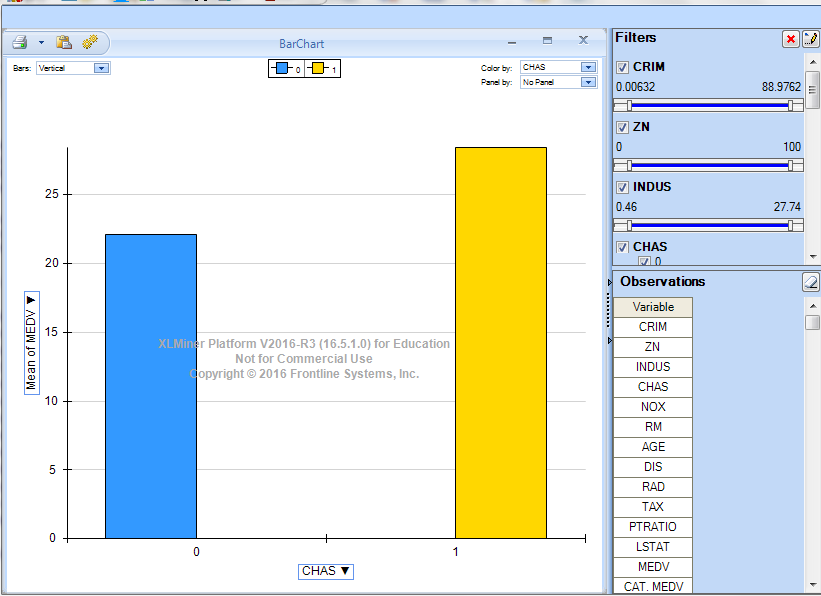 BarChart
Bars: Vertical
0 1
Color by: CHAS
Panel by: No Panel
25
20
15
10
5
0
Mean of MEDV ▼
XLMiner Platform V2016-R3 (16.5.1.0) for Education
Not for Commercial Use
Copyright © 2016 Frontline Systems, Inc.
0 1
CHAS ▼
Filters
CRIM
0.00632 88.9762
ZN
0 100
INDUS
0.46 27.74
CHAS
0
Observations
Variable
CRIM
ZN
INDUS
CHAS
NOX
RM
AGE
DIS
RAD
TAX
PTRATIO
LSTAT
MEDV
CAT. MEDV